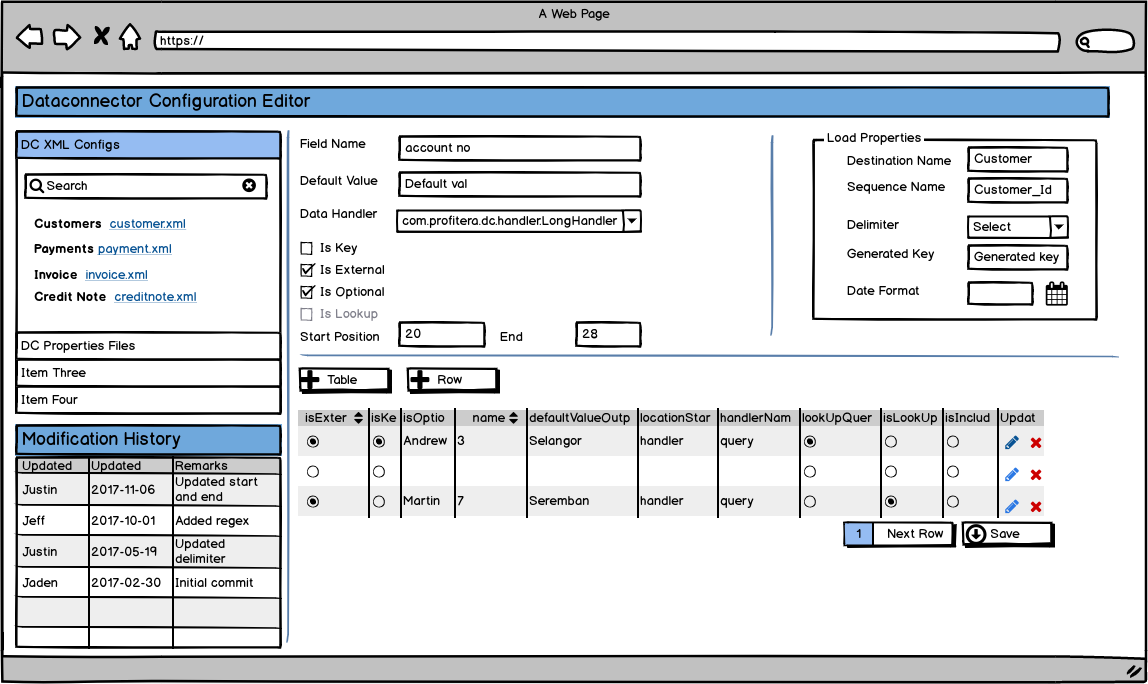 A Web Page
https://
Dataconnector Configuration Editor
DC XML Configs
Search
Customers customer.xml
Payments payment.xml
Invoice invoice.xml
Credit Note creditnote.xml
DC Properties Files
Item Three
Item Four
Modification History
Updated Updated Remarks
Justin 2017-11-06 Updated start
and end
Jeff 2017-10-01 Added regex
Justin 2017-05-19 Updated
delimiter
Jaden 2017-02-30 Initial commit
Field Name account no
Default Value Default val
Data Handler com.profitera.dc.handler.LongHandler
Is Key
Is External
Is Optional
Is Lookup
Start Position 20 End 28
Load Properties
Destination Name Customer
Sequence Name Customer_Id
Delimiter Select
Generated Key Generated key
Date Format
Table Row
isExter isKe isOptio name defaultValueOutp locationStar handlerNam lookUpQuer isLookUp isInclud Updat
Andrew 3 Selangor handler query
Martin 7 Seremban handler query
1 Next Row Save